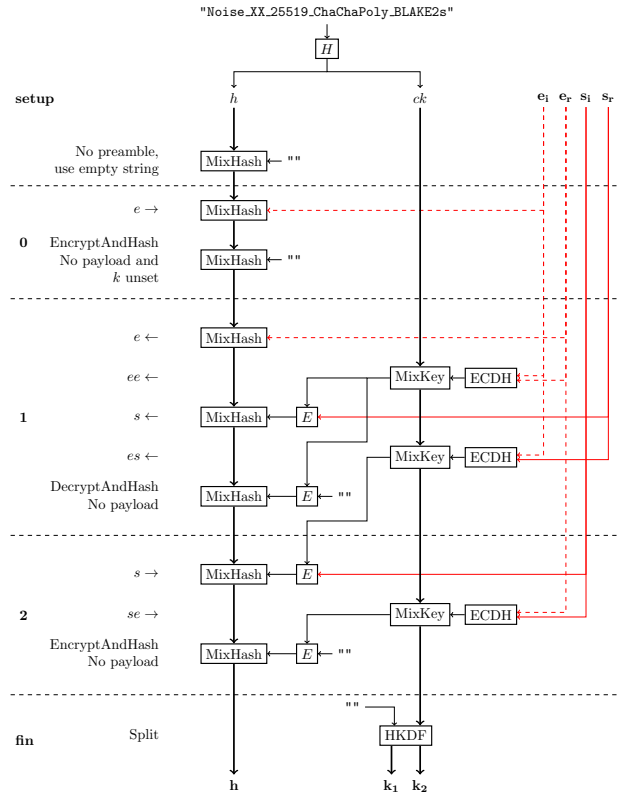 "Noise_XX_25519_ChaChaPoly_BLAKE2s"
H
setup h ck e_i e_r s_i s_r
No preamble,
use empty string
MixHash ""
e → MixHash
0
EncryptAndHash
No payload and
k unset
MixHash ""
e ← MixHash
ee ← MixKey ECDH
1 s ← MixHash E
es ← MixKey ECDH
DecryptAndHash
No payload
MixHash E ""
s → MixHash E
2 se → MixKey ECDH
EncryptAndHash
No payload
MixHash E ""
""
fin Split HKDF
h k_1 k_2